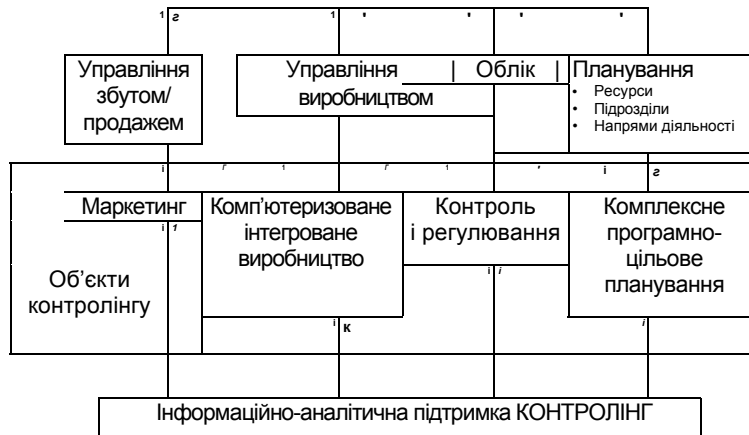 Управління
збутом/
продажем
Управління
виробництвом
| Облік |
Планування
• Ресурси
• Підрозділи
• Напрями діяльності
Маркетинг
Комп'ютеризоване
інтегроване
виробництво
Контроль
і регулювання
Комплексне
програмно-
цільове
планування
Об'єкти
контролінгу
Інформаційно-аналітична підтримка КОНТРОЛІНГ